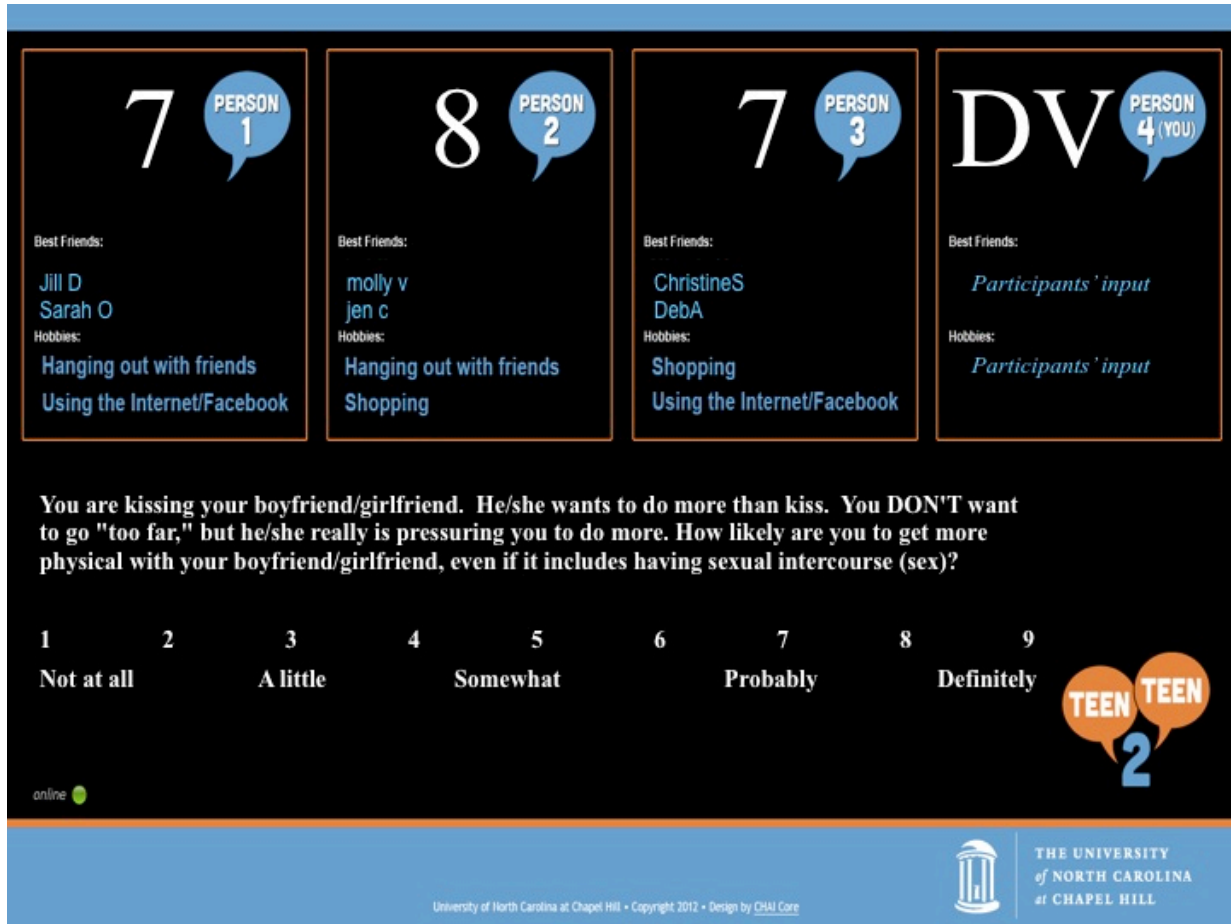 7
PERSON
1
Best Friends:
Jill D
Sarah O
Hobbies:
Hanging out with friends
Using the Internet/Facebook
8
PERSON
2
Best Friends:
molly v
jen c
Hobbies:
Hanging out with friends
Shopping
7
PERSON
3
Best Friends:
ChristineS
DebA
Hobbies:
Shopping
Using the Internet/Facebook
DV
PERSON
4 (YOU)
Best Friends:
Participants' input
Hobbies:
Participants' input
You are kissing your boyfriend/girlfriend. He/she wants to do more than kiss. You DON'T want
to go "too far," but he/she really is pressuring you to do more. How likely are you to get more
physical with your boyfriend/girlfriend, even if it includes having sexual intercourse (sex)?
1 2 3 4 5 6 7 8 9
Not at all A little Somewhat Probably Definitely
TEEN TEEN
2
online
University of North Carolina at Chapel Hill • Copyright 2012 • Design by CHAI Core
THE UNIVERSITY
of NORTH CAROLINA
at CHAPEL HILL